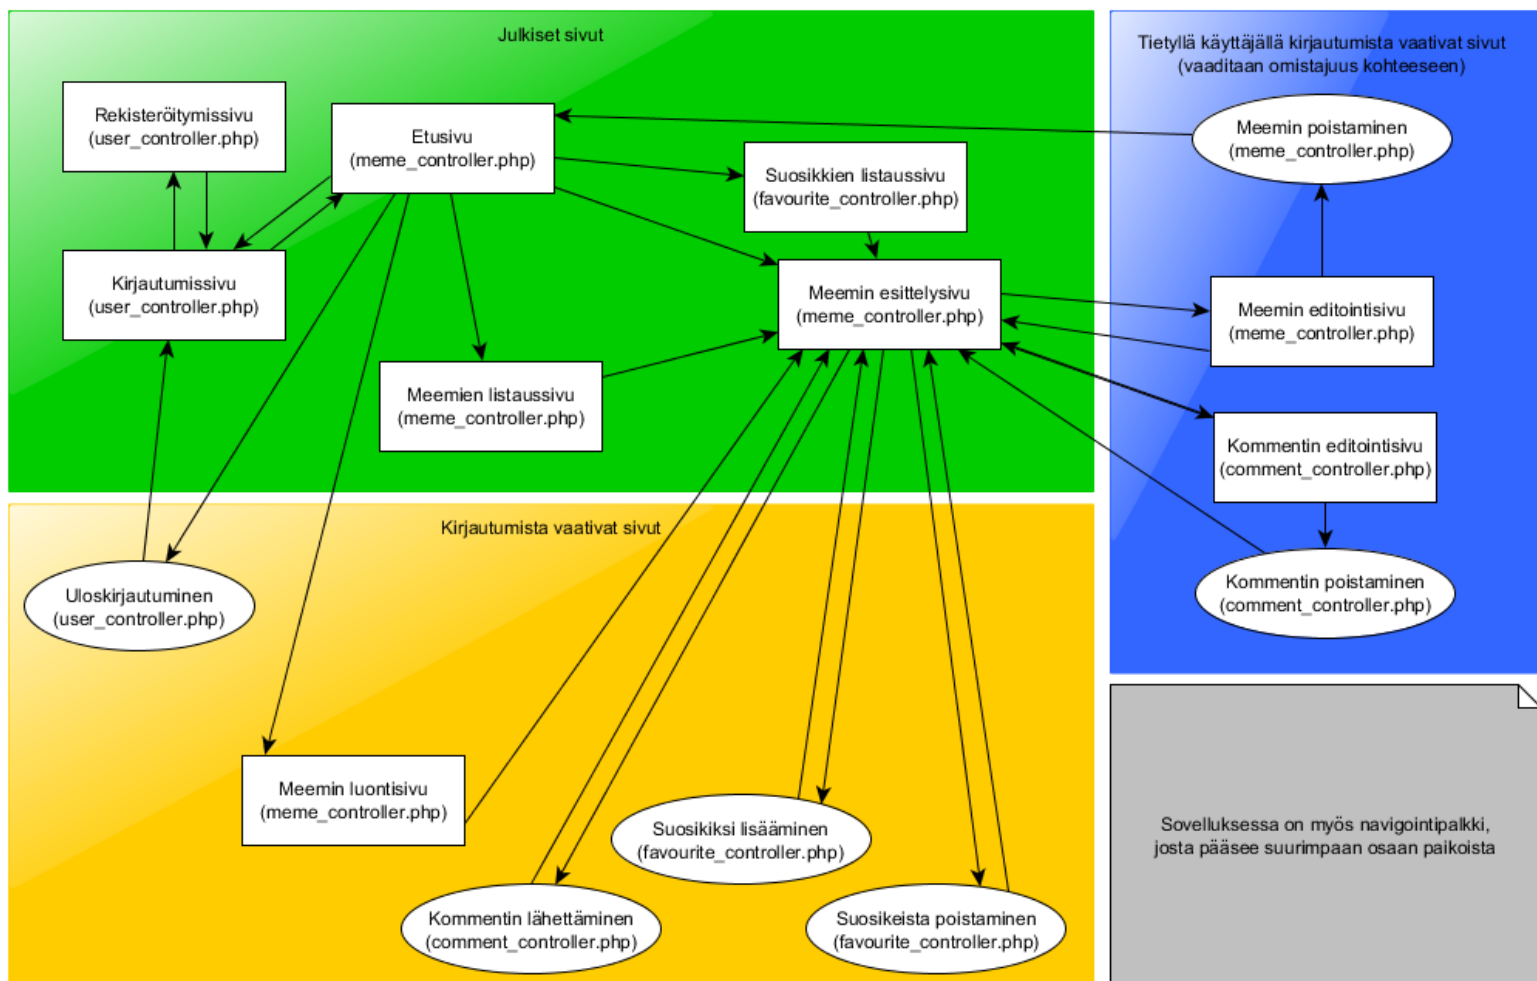 Julkiset sivut
Rekisteröitymissivu
(user_controller.php)
Etusivu
(meme_controller.php)
Suosikkien listaussivu
(favourite_controller.php)
Kirjautumissivu
(user_controller.php)
Meemin esittelysivu
(meme_controller.php)
Meemien listaussivu
(meme_controller.php)
Tietyllä käyttäjällä kirjautumista vaativat sivut
(vaaditaan omistajuus kohteeseen)
Meemin poistaminen
(meme_controller.php)
Meemin editointisivu
(meme_controller.php)
Kommentin editointisivu
(comment_controller.php)
Kommentin poistaminen
(comment_controller.php)
Kirjautumista vaativat sivut
Uloskirjautuminen
(user_controller.php)
Meemin luontisivu
(meme_controller.php)
Suosikiksi lisääminen
(favourite_controller.php)
Kommentin lähettäminen
(comment_controller.php)
Suosikeista poistaminen
(favourite_controller.php)
Sovelluksessa on myös navigointipalkki,
josta pääsee suurimpaan osaan paikoista